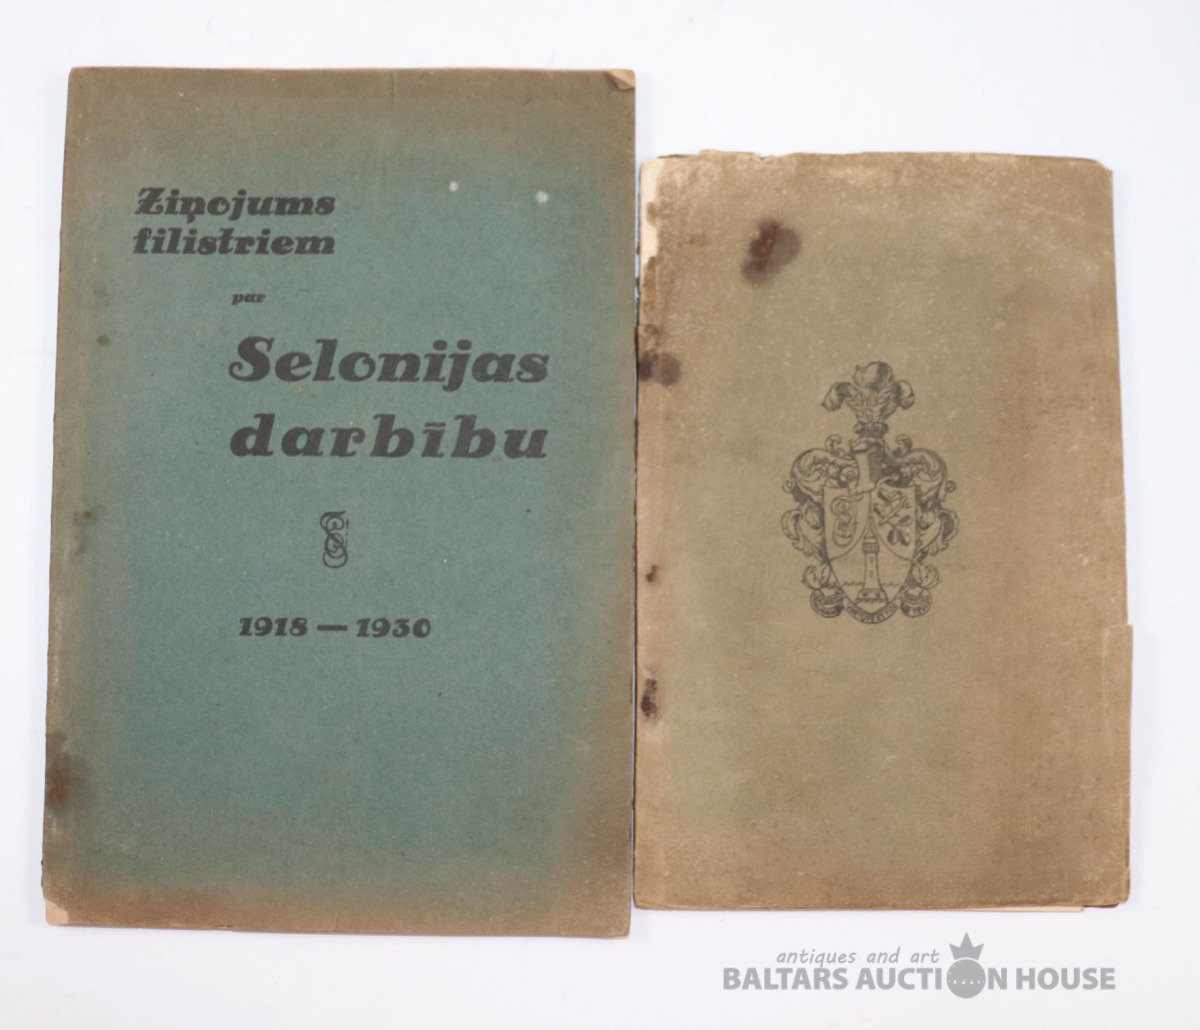 Ziņojums
filistriem
par
Selonijas
darbību
1918 — 1930
antiques and art
BALTARS AUCTION HOUSE